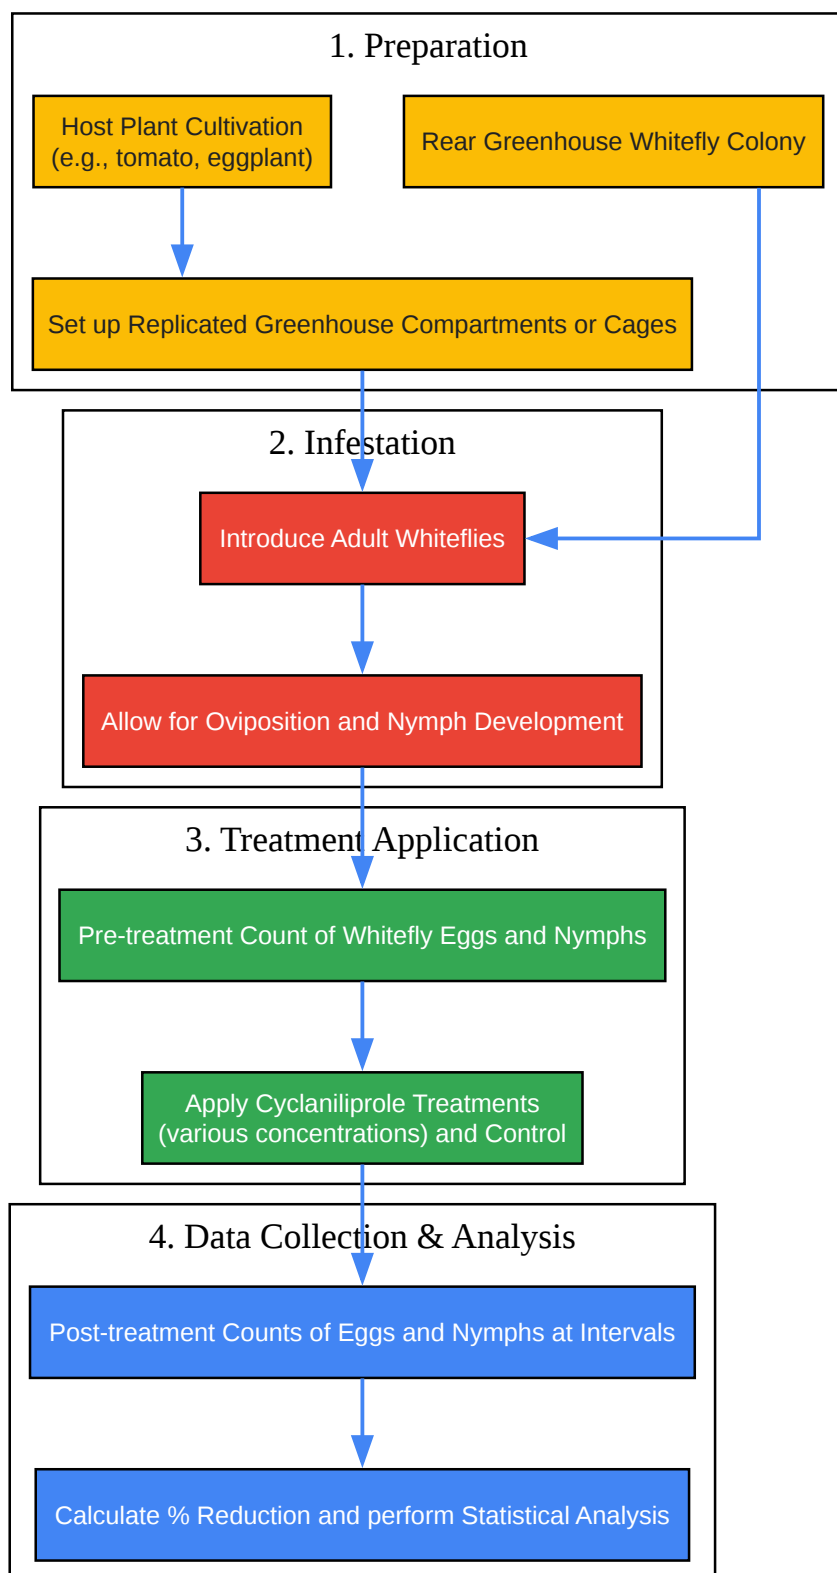 1. Preparation
Host Plant Cultivation
(e.g., tomato, eggplant)
Rear Greenhouse Whitefly Colony
Set up Replicated Greenhouse Compartments or Cages
2. Infestation
Introduce Adult Whiteflies
Allow for Oviposition and Nymph Development
3. Treatment Application
Pre-treatment Count of Whitefly Eggs and Nymphs
Apply Cyclaniliprole Treatments
(various concentrations) and Control
4. Data Collection & Analysis
Post-treatment Counts of Eggs and Nymphs at Intervals
Calculate % Reduction and perform Statistical Analysis